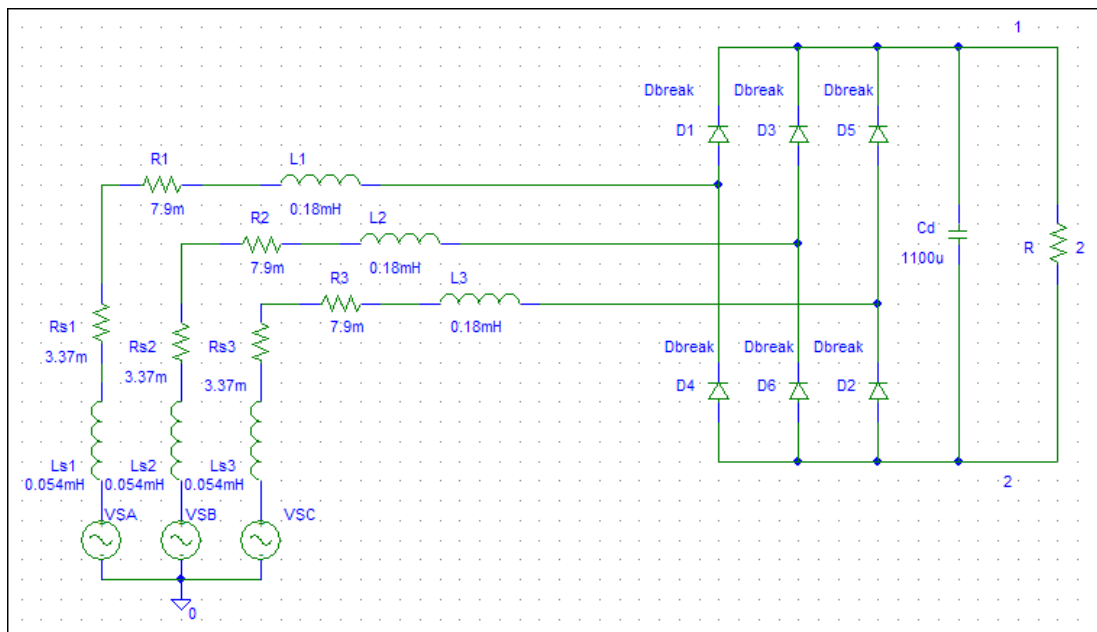 1
Dbreak Dbreak Dbreak
D1 D3 D5
R1 L1
7.9m 0.18mH
R2 L2
7.9m 0.18mH
Cd
1100u
R 2
R3 L3
7.9m 0.18mH
Rs1
3.37m
Rs2
3.37m
Rs3
3.37m
Dbreak Dbreak Dbreak
D4 D6 D2
Ls1 Ls2 Ls3
0.054mH 0.054mH 0.054mH
2
VSA VSB VSC
0